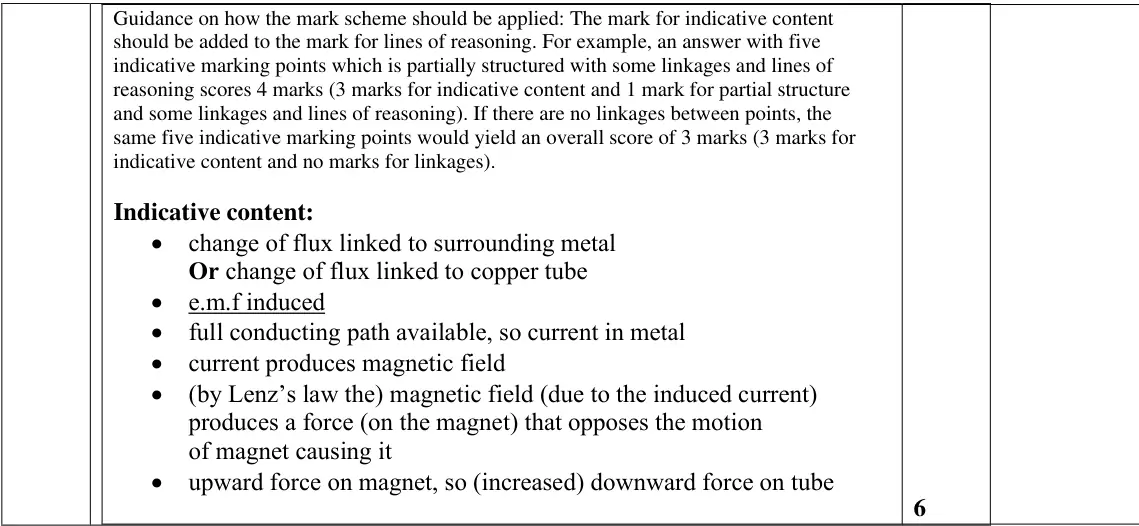 Guidance on how the mark scheme should be applied: The mark for indicative content
should be added to the mark for lines of reasoning. For example, an answer with five
indicative marking points which is partially structured with some linkages and lines of
reasoning scores 4 marks (3 marks for indicative content and 1 mark for partial structure
and some linkages and lines of reasoning). If there are no linkages between points, the
same five indicative marking points would yield an overall score of 3 marks (3 marks for
indicative content and no marks for linkages).
Indicative content:
• change of flux linked to surrounding metal
Or change of flux linked to copper tube
• e.m.f induced
• full conducting path available, so current in metal
• current produces magnetic field
• (by Lenz’s law the) magnetic field (due to the induced current)
produces a force (on the magnet) that opposes the motion
of magnet causing it
• upward force on magnet, so (increased) downward force on tube
6